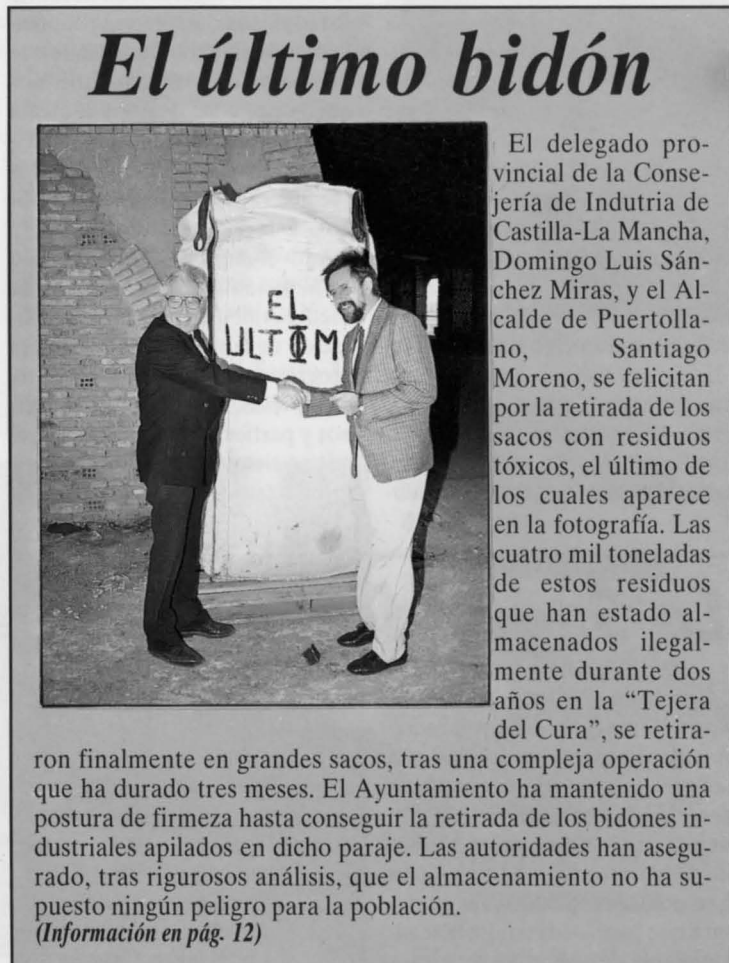 El último bidón
EL
ULTIM
El delegado pro-
vincial de la Conse-
jería de Indutria de
Castilla-La Mancha,
Domingo Luis Sán-
chez Miras, y el Al-
calde de Puertolla-
no, Santiago
Moreno, se felicitan
por la retirada de los
sacos con residuos
tóxicos, el último de
los cuales aparece
en la fotografía. Las
cuatro mil toneladas
de estos residuos
que han estado al-
macenados ilegal-
mente durante dos
años en la “Tejera
del Cura”, se retira-
ron finalmente en grandes sacos, tras una compleja operación
que ha durado tres meses. El Ayuntamiento ha mantenido una
postura de firmeza hasta conseguir la retirada de los bidones in-
dustriales apilados en dicho paraje. Las autoridades han asegu-
rado, tras rigurosos análisis, que el almacenamiento no ha su-
puesto ningún peligro para la población.
(Información en pág. 12)